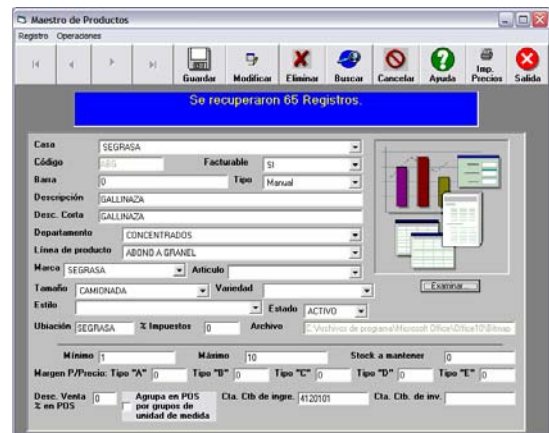 Maestro de Productos
Registro Operaciones
Guardar Modificar Eliminar Buscar Cancelar Ayuda Imp. Precios Salida
Se recuperaron 65 Registros.
Casa SEGRASA
Código ABG Facturable SI
Barra 0 Tipo Manual
Descripción GALLINAZA
Desc. Corta GALLINAZA
Departamento CONCENTRADOS
Línea de producto ABONO A GRANEL
Marca SEGRASA Artículo
Examinar...
Tamaño CAMIONADA Variedad
Estilo Estado ACTIVO
Ubiación SEGRASA % Impuestos 0 Archivo C:\Archivos de programa\Microsoft Office\Office10\Bitmap
Mínimo 1 Máximo 10 Stock a mantener 0
Margen P/Precio: Tipo "A" 0 Tipo "B" 0 Tipo "C" 0 Tipo "D" 0 Tipo "E" 0
Desc. Venta % en POS 0 Agrupa en POS por grupos de unidad de medida Cta. Ctb de ingre. 4120101 Cta. Ctb. de inv.